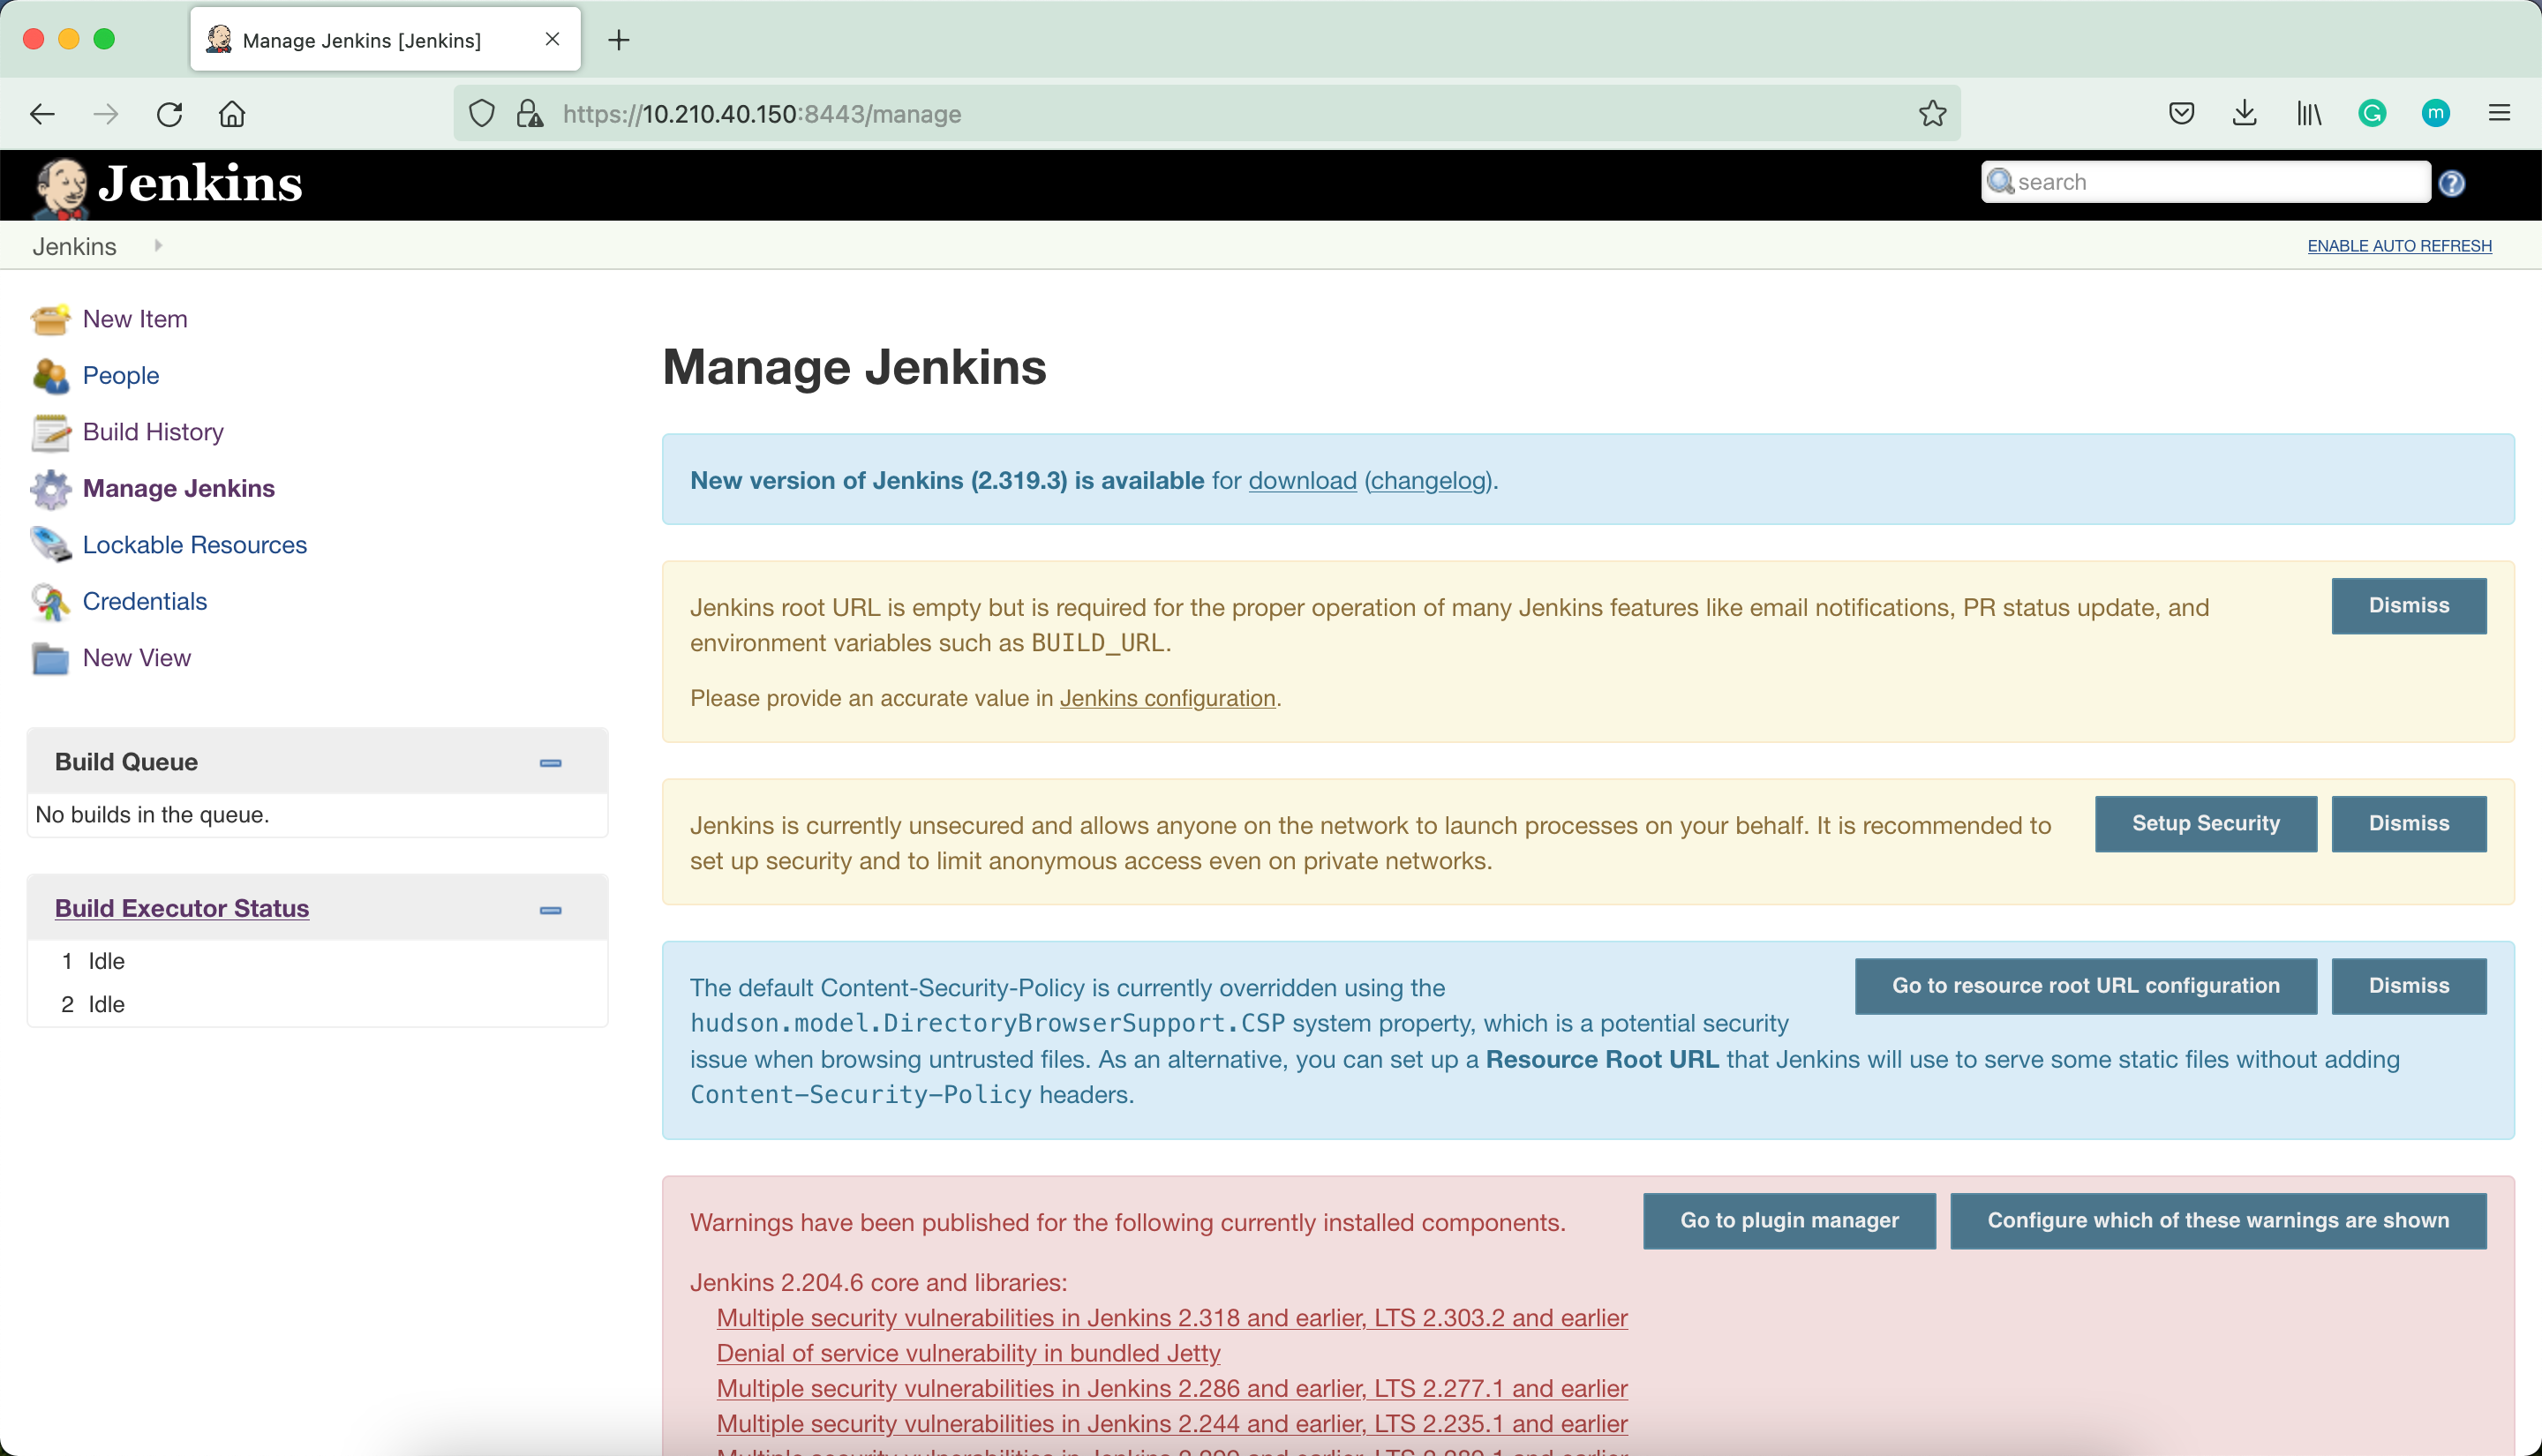 Manage Jenkins [Jenkins]
https://10.210.40.150:8443/manage
m
Jenkins
search
Jenkins
ENABLE AUTO REFRESH
New Item
People
Build History
Manage Jenkins
Lockable Resources
Credentials
New View
Build Queue
No builds in the queue.
Build Executor Status
1 Idle
2 Idle
Manage Jenkins
New version of Jenkins (2.319.3) is available for download (changelog).
Jenkins root URL is empty but is required for the proper operation of many Jenkins features like email notifications, PR status update, and
environment variables such as BUILD_URL.
Please provide an accurate value in Jenkins configuration.
Dismiss
Jenkins is currently unsecured and allows anyone on the network to launch processes on your behalf. It is recommended to
set up security and to limit anonymous access even on private networks.
Setup Security
Dismiss
The default Content-Security-Policy is currently overridden using the
hudson.model.DirectoryBrowserSupport.CSP system property, which is a potential security
issue when browsing untrusted files. As an alternative, you can set up a Resource Root URL that Jenkins will use to serve some static files without adding
Content-Security-Policy headers.
Go to resource root URL configuration
Dismiss
Warnings have been published for the following currently installed components.
Go to plugin manager
Configure which of these warnings are shown
Jenkins 2.204.6 core and libraries:
Multiple security vulnerabilities in Jenkins 2.318 and earlier, LTS 2.303.2 and earlier
Denial of service vulnerability in bundled Jetty
Multiple security vulnerabilities in Jenkins 2.286 and earlier, LTS 2.277.1 and earlier
Multiple security vulnerabilities in Jenkins 2.244 and earlier, LTS 2.235.1 and earlier